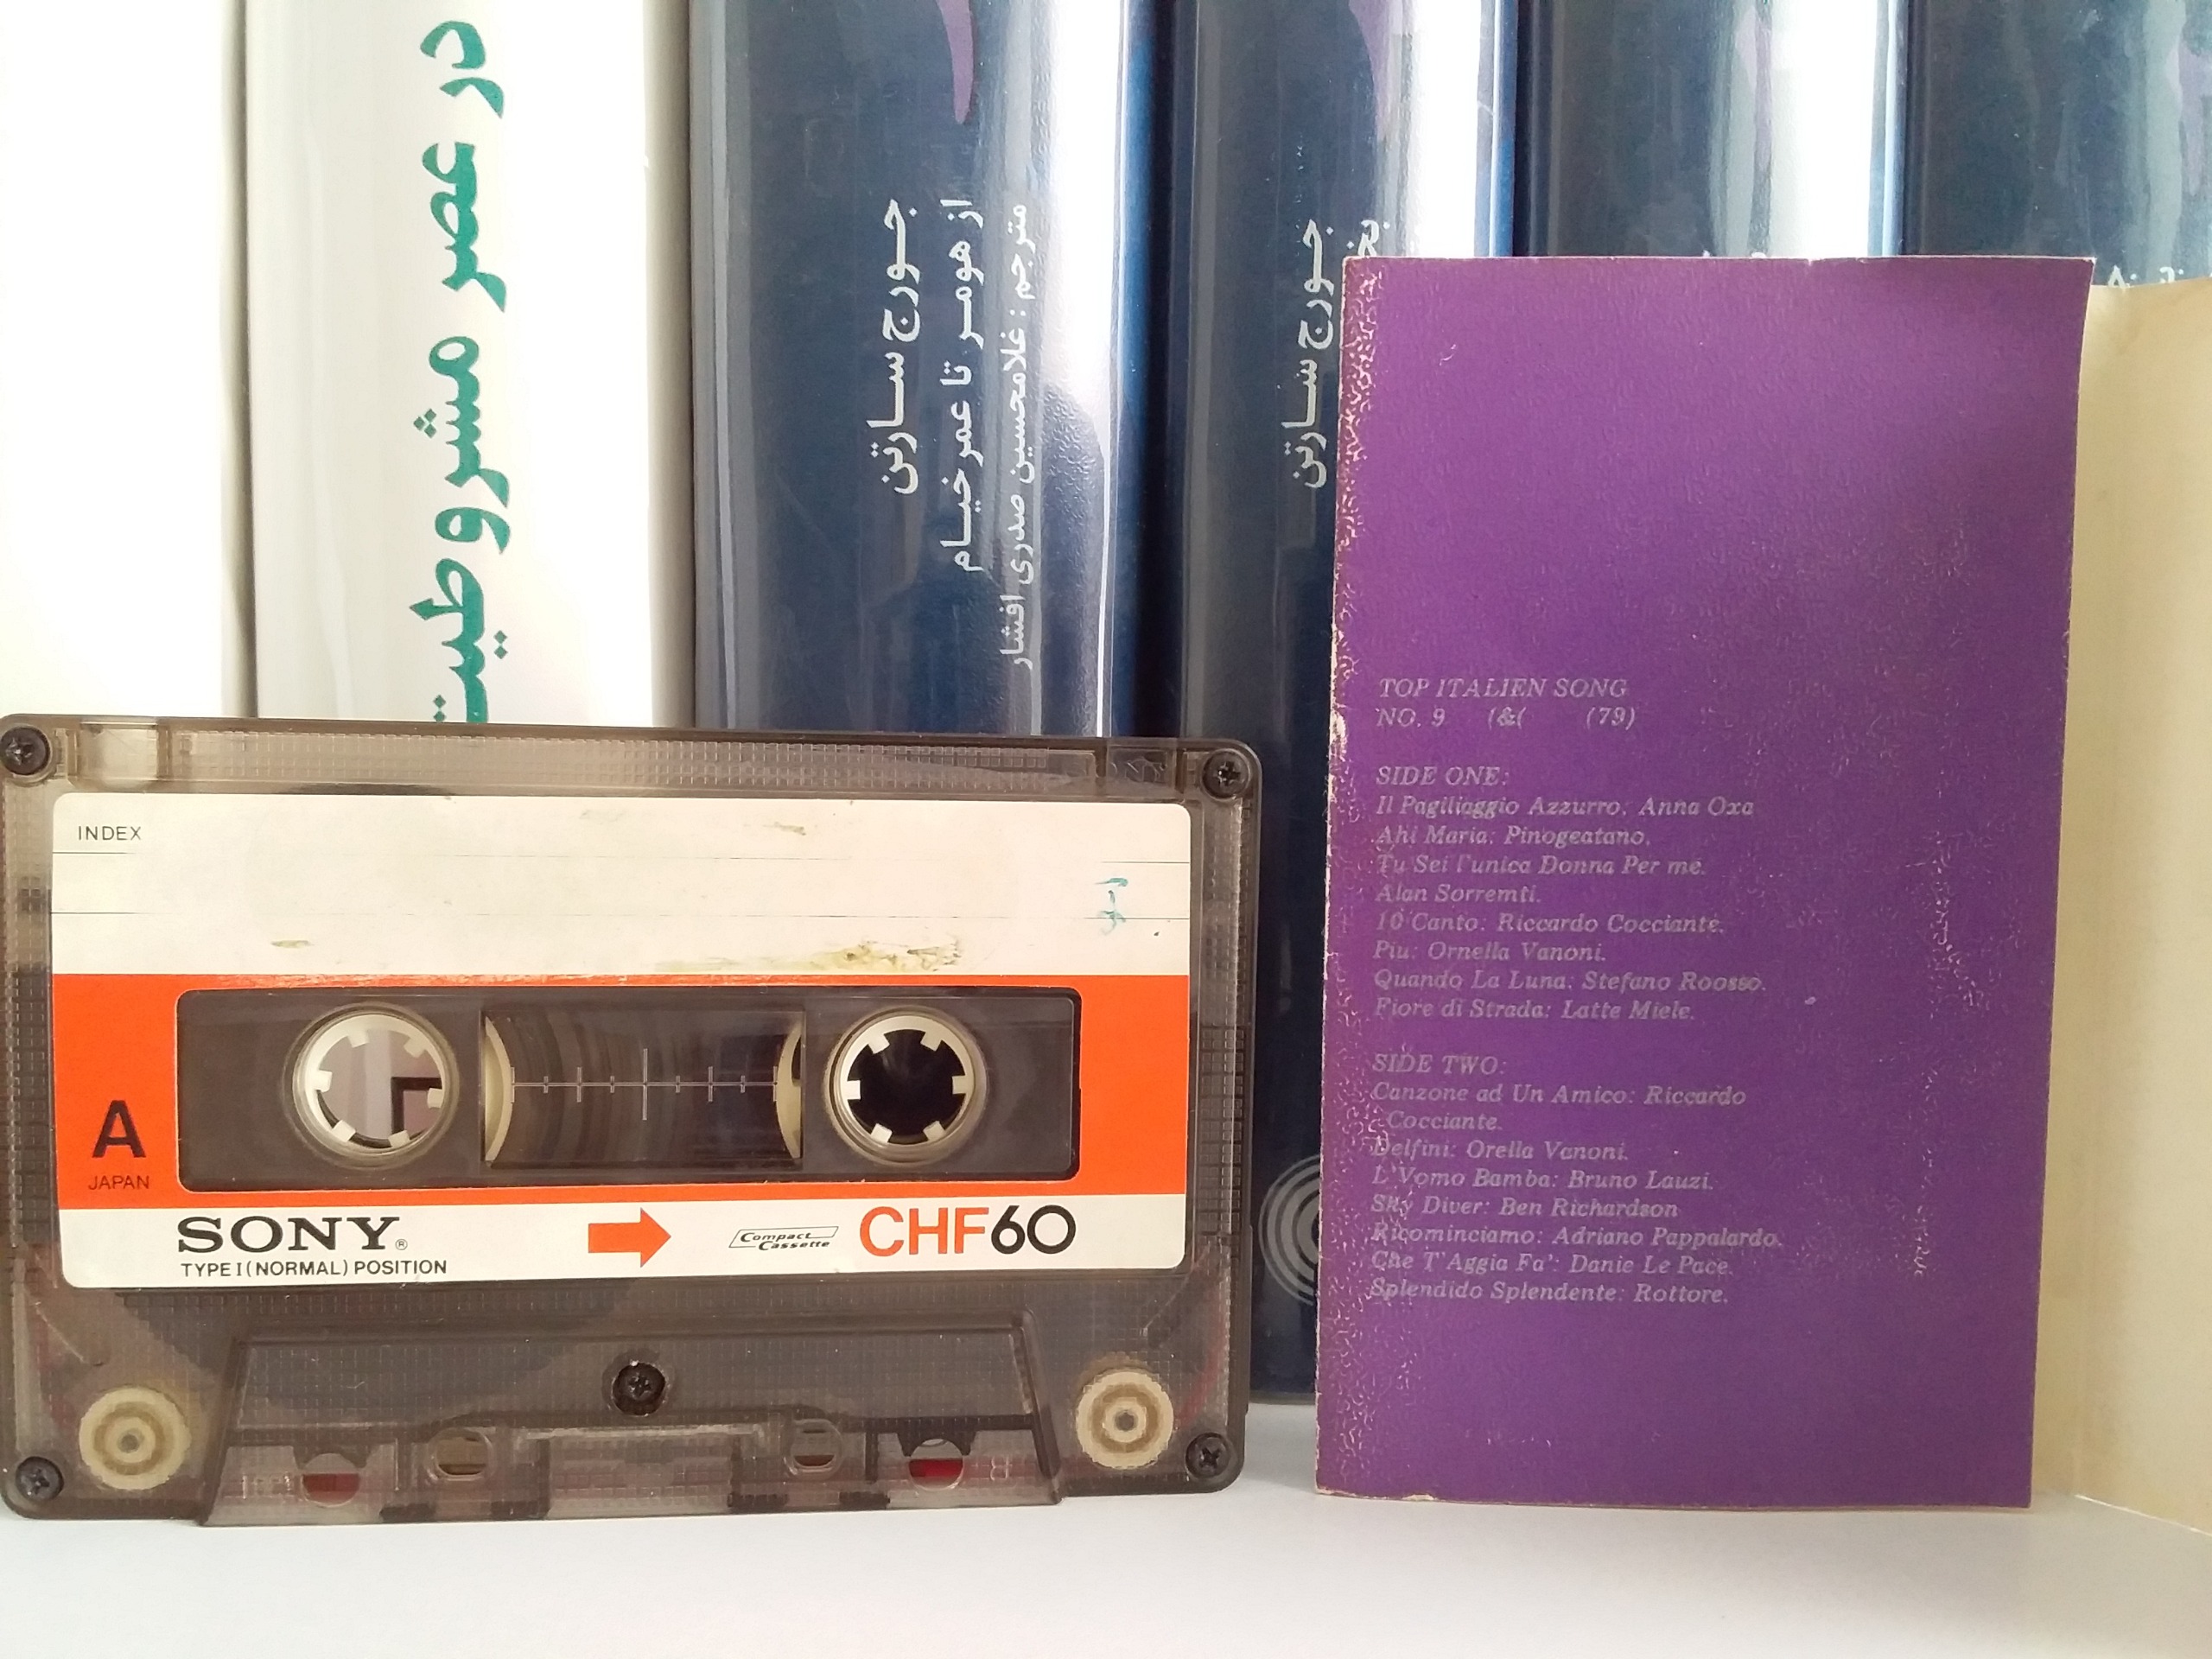 در عصر مشروطیت
جورج سارتن
از هومر تا عمر خیام
مترجم : غلامحسین صدری افشار
جورج سارتن
INDEX
A
JAPAN
SONY®
TYPE I (NORMAL) POSITION
Compact Cassette
CHF60
TOP ITALIEN SONG
NO. 9 (&( (79)
SIDE ONE:
Il Pagiliaggio Azzurro, Anna Oxa
Ahi Maria: Pinogeatano.
Tu Sei l'unica Donna Per me.
Alan Sorremti.
10 Canto: Riccardo Cocciante.
Piu: Ornella Vanoni.
Quando La Luna: Stefano Roosso.
Fiore di Strada: Latte Miele.
SIDE TWO:
Canzone ad Un Amico: Riccardo
Cocciante.
Delfini: Orella Vanoni.
L'Vomo Bamba: Bruno Lauzi.
Sky Diver: Ben Richardson
Ricominciamo: Adriano Pappalardo.
Che T'Aggia Fa': Danie Le Pace.
Splendido Splendente: Rottore.